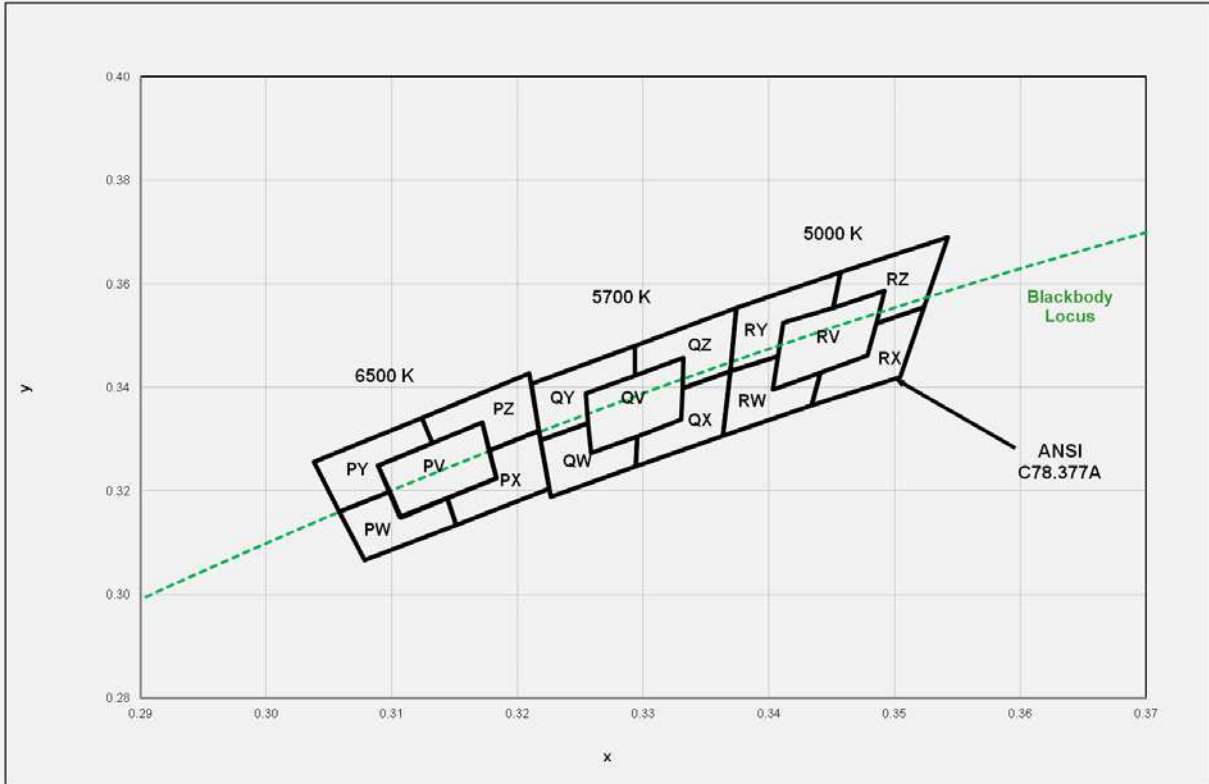 0.40
0.38
0.36
0.34
0.32
0.30
0.28
y
5000 K
RZ
5700 K
Blackbody
Locus
RY
RV
QZ
RX
6500 K
QY
QV
RW
PZ
QX
ANSI
C78.377A
PY
PV
QW
PX
PW
0.29
0.30
0.31
0.32
0.33
0.34
0.35
0.36
0.37
x